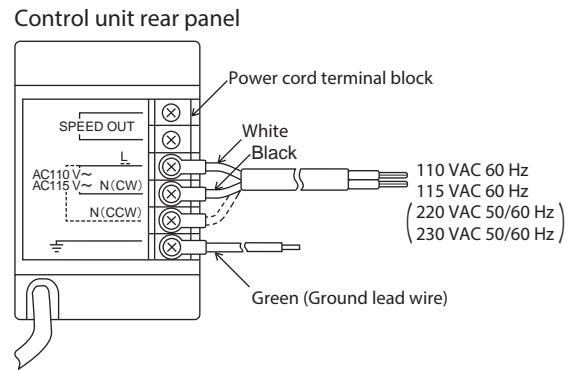 Control unit rear panel
Power cord terminal block
SPEED OUT
White
L
Black
AC110 V~
AC115 V~ N(CW)
N(CCW)
110 VAC 60 Hz
115 VAC 60 Hz
(220 VAC 50/60 Hz
230 VAC 50/60 Hz)
Green (Ground lead wire)